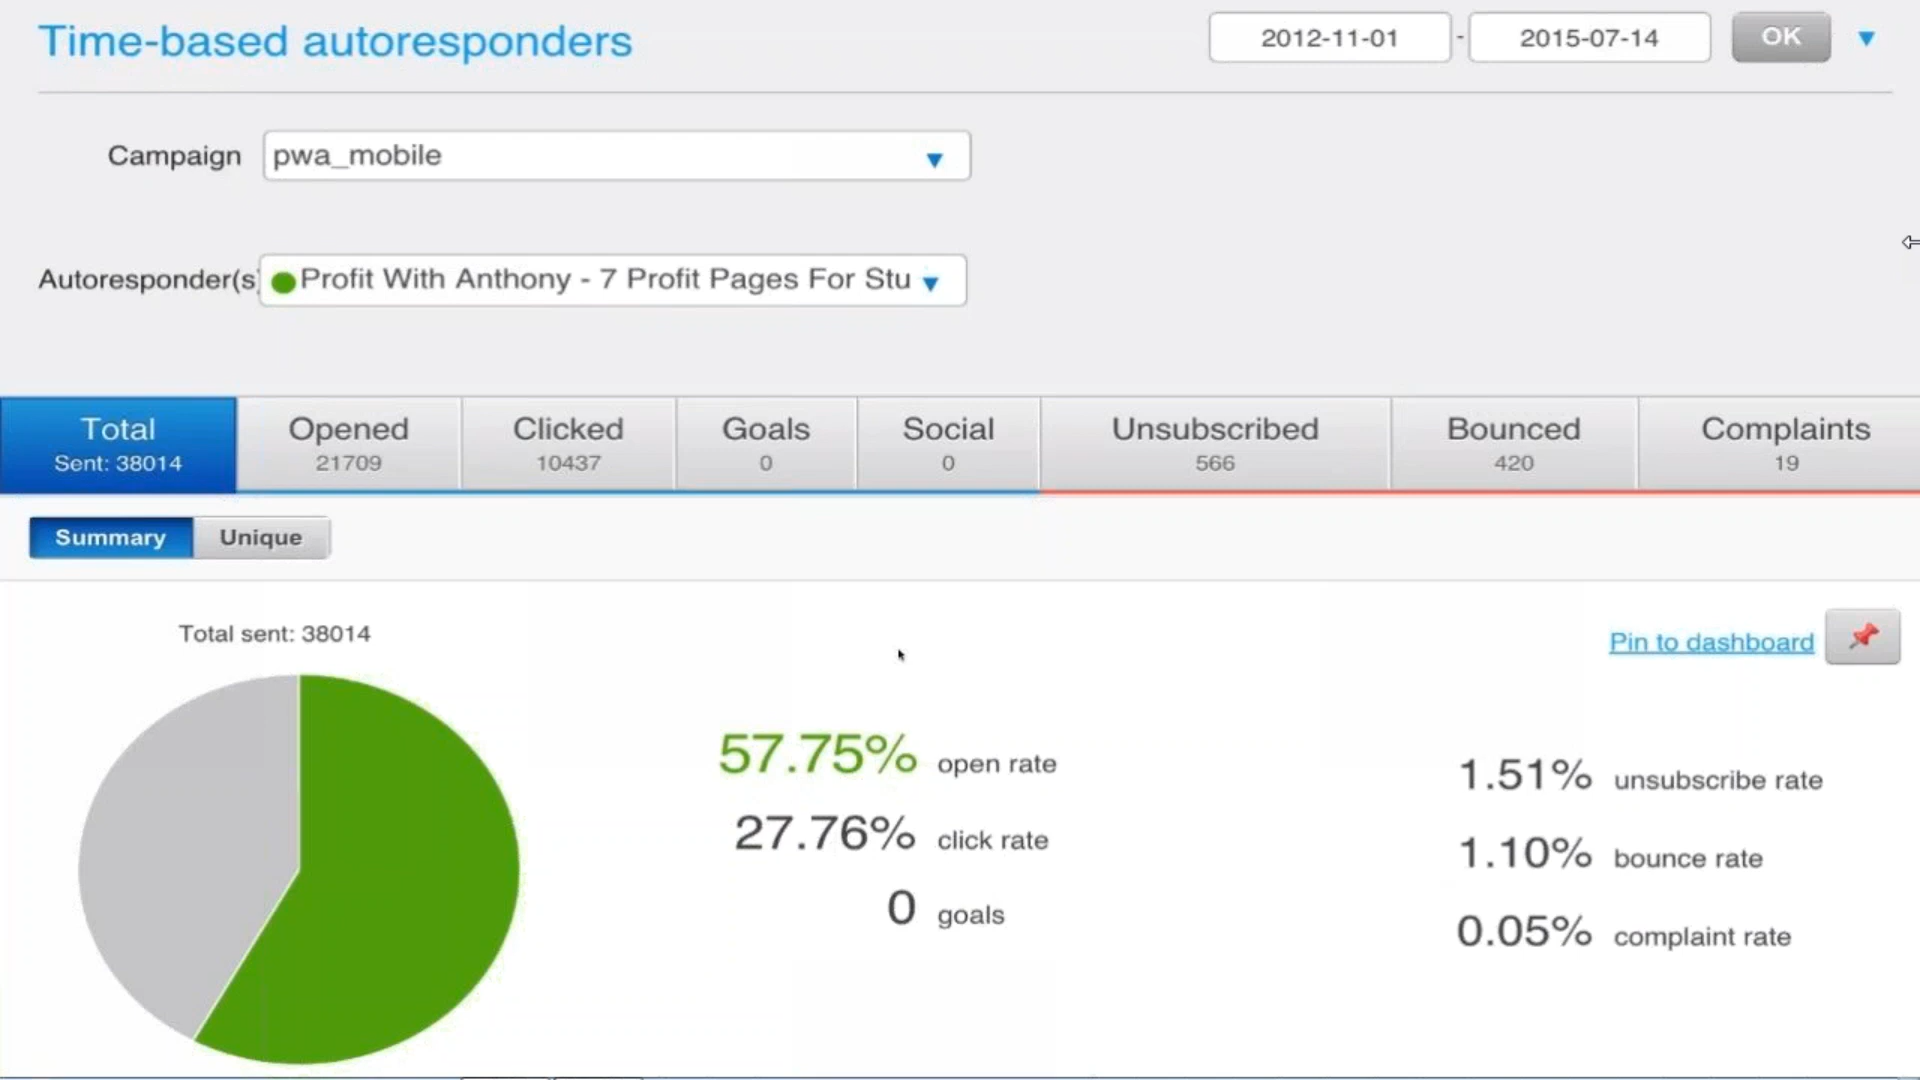 Time-based autoresponders
2012-11-01 - 2015-07-14 OK
Campaign pwa_mobile
Autoresponder(s) Profit With Anthony - 7 Profit Pages For Stu
Total Opened Clicked Goals Social Unsubscribed Bounced Complaints
Sent: 38014 21709 10437 0 0 566 420 19
Summary Unique
Total sent: 38014
Pin to dashboard
57.75% open rate
27.76% click rate
0 goals
1.51% unsubscribe rate
1.10% bounce rate
0.05% complaint rate